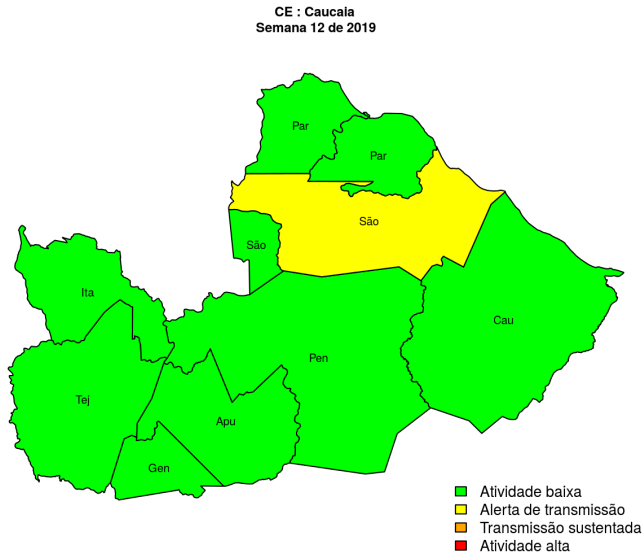 CE : Caucaia
Semana 12 de 2019
Par
Par
São
São
Ita
Cau
Pen
Tej
Apu
Gen
Atividade baixa
Alerta de transmissão
Transmissão sustentada
Atividade alta